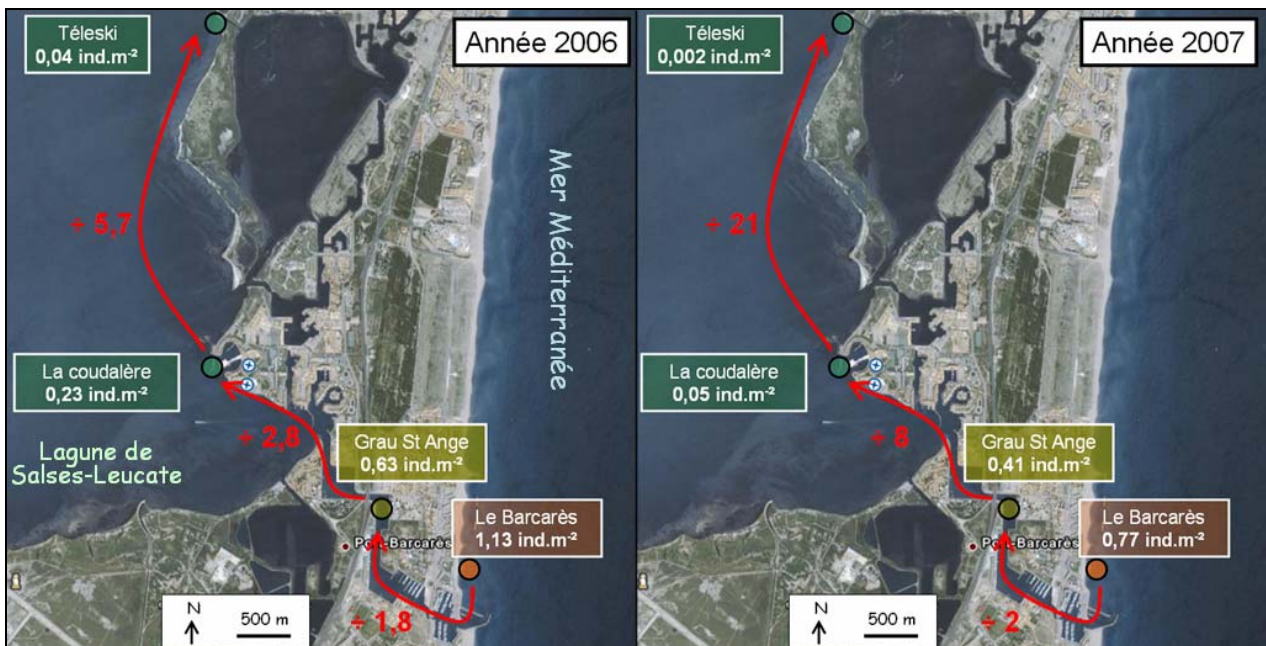 Téleski
0,04 ind.m⁻²
Année 2006
÷ 5,7
Mer Méditerranée
La coudalère
0,23 ind.m⁻²
÷ 2,8
Lagune de
Salses-Leucate
Grau St Ange
0,63 ind.m⁻²
Le Barcarès
1,13 ind.m⁻²
Port-Barcarès
÷ 1,8
N
500 m
Téleski
0,002 ind.m⁻²
Année 2007
÷ 21
La coudalère
0,05 ind.m⁻²
÷ 8
Grau St Ange
0,41 ind.m⁻²
Le Barcarès
0,77 ind.m⁻²
Port-Barcarès
÷ 2
N
500 m